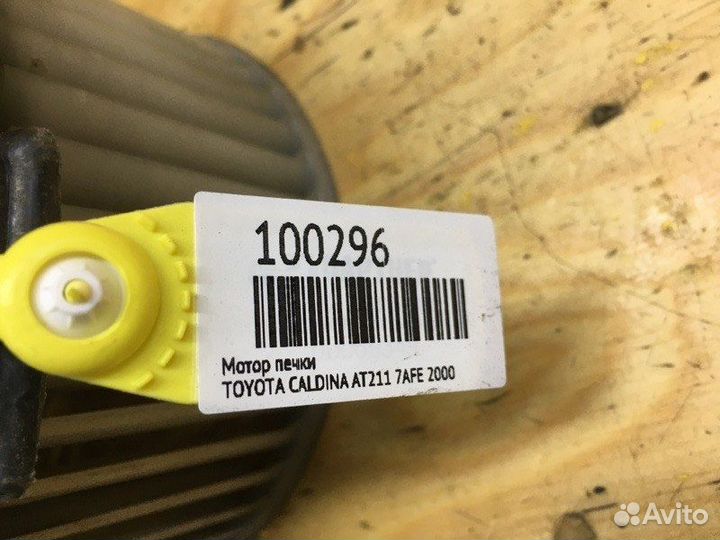 100296
Мотор печки
TOYOTA CALDINA AT211 7AFE 2000
Avito